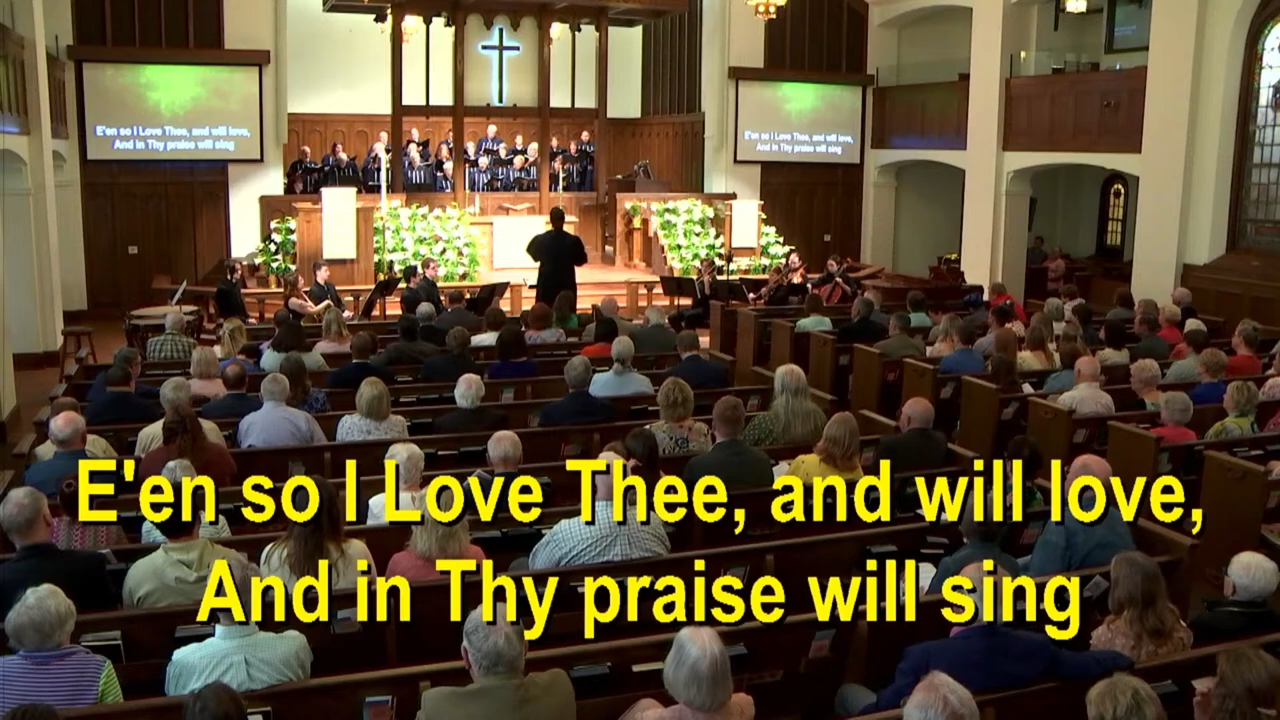 E'en so I Love Thee, and will love,
And in Thy praise will sing
E'en so I Love Thee, and will love,
And in Thy praise will sing
E'en so I Love Thee, and will love,
And in Thy praise will sing